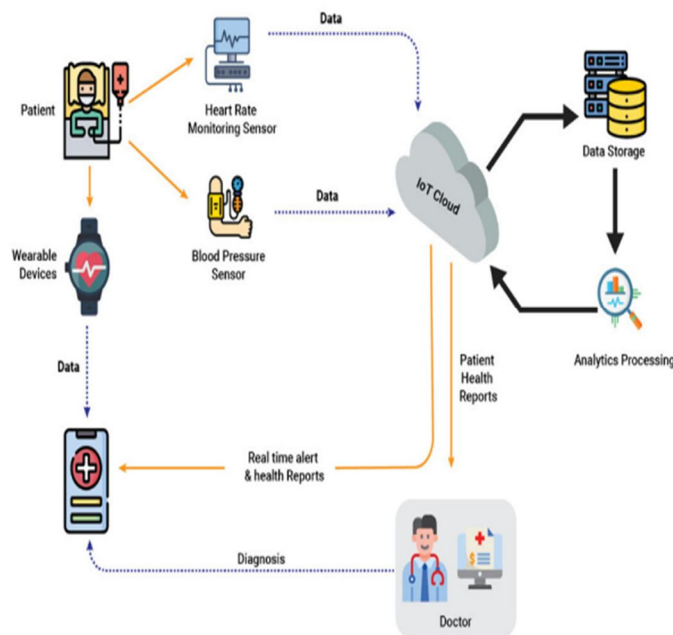 Data
Patient
Heart Rate
Monitoring Sensor
Data Storage
IoT Cloud
Data
Wearable
Devices
Blood Pressure
Sensor
Analytics Processing
Data
Patient
Health
Reports
Real time alert
& health Reports
Diagnosis
Doctor